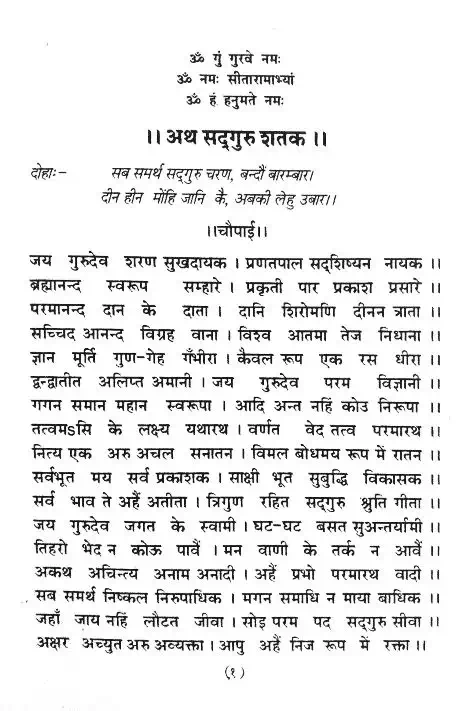 ॐ गुं गुरवे नमः
ॐ नमः सीतारामाभ्यां
ॐ हं हनुमते नमः
।। अथ सद्गुरु शतक ।।
दोहाः- सब समर्थ सद्गुरु चरण, बन्दौं बारम्बार।
दीन हीन मोंहि जानि कै, अबकी लेहु उबार।।
।।चौपाई।।
जय गुरुदेव शरण सुखदायक । प्रणतपाल सद्शिष्यन नायक ।।
ब्रह्मानन्द स्वरूप सम्हारे । प्रकृती पार प्रकाश प्रसारे ।।
परमानन्द दान के दाता । दानि शिरोमणि दीनन त्राता ।।
सच्चिद आनन्द विग्रह वाना । विश्व आतमा तेज निधाना ।।
ज्ञान मूर्ति गुण-गेह गँभीरा । कैवल रूप एक रस धीरा ।।
द्वन्द्वातीत अलिप्त अमानी । जय गुरुदेव परम विज्ञानी ।।
गगन समान महान स्वरूपा । आदि अन्त नहिं कोउ निरूपा ।।
तत्वमऽसि के लक्ष्य यथारथ । वर्णत वेद तत्व परमारथ ।।
नित्य एक अरु अचल सनातन । विमल बोधमय रूप में रातन ।।
सर्वभूत मय सर्व प्रकाशक । साक्षी भूत सुबुद्धि विकासक ।।
सर्व भाव ते अहैं अतीता । त्रिगुण रहित सद्गुरु श्रुति गीता ।।
जय गुरुदेव जगत के स्वामी । घट-घट बसत सुअन्तर्यामी ।।
तिहरो भेद न कोऊ पावैं । मन वाणी के तर्क न आवैं ।।
अकथ अचिन्त्य अनाम अनादी । अहैं प्रभो परमारथ वादी ।।
सब समर्थ निष्कल निरुपाधिक । मगन समाधि न माया बाधिक ।।
जहाँ जाय नहिं लौटत जीवा । सोइ परम पद सद्गुरु सीवा ।।
अक्षर अच्युत अरु अव्यक्ता । आपु अहैं निज रूप में रक्ता ।।
(१)